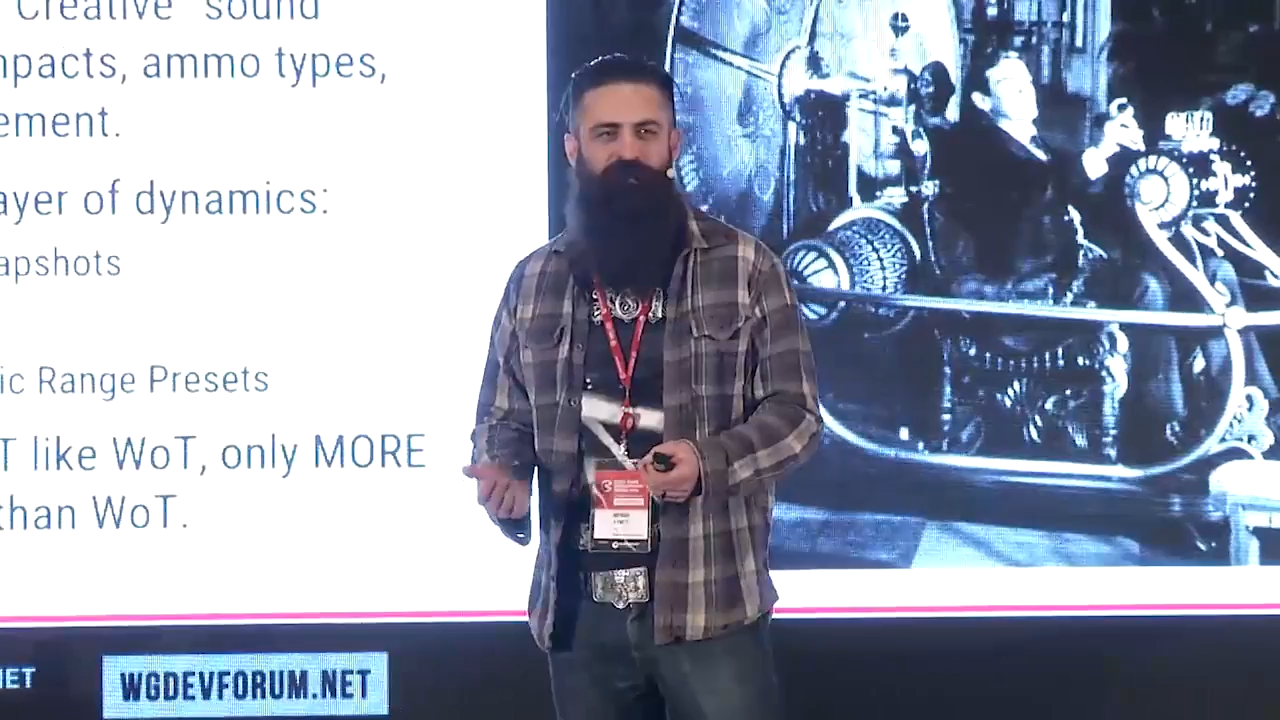 Creative" sound
mpacts, ammo types,
ement.
ayer of dynamics:
apshots
ic Range Presets
T like WoT, only MORE
than WoT.
NET
WGDEVFORUM.NET